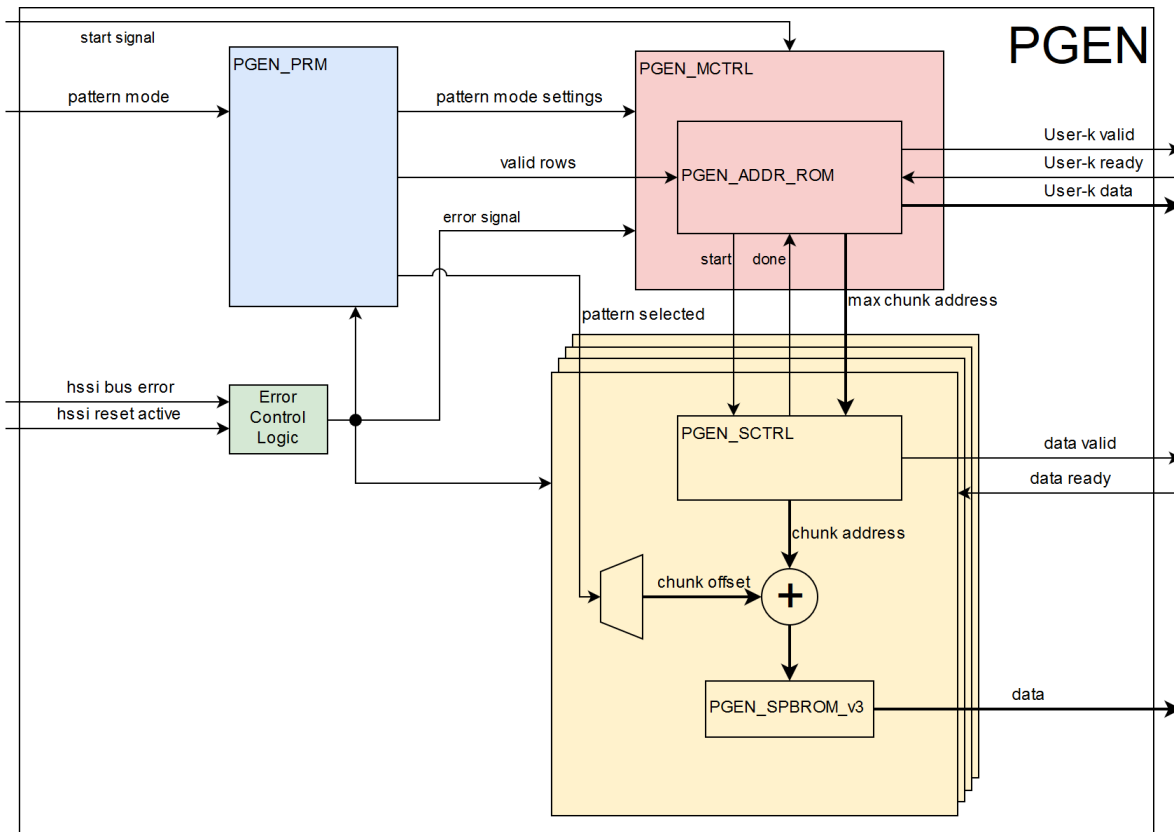 PGEN
start signal
PGEN_PRM
PGEN_MCTRL
pattern mode
pattern mode settings
User-k valid
valid rows
User-k ready
PGEN_ADDR_ROM
User-k data
error signal
start
done
max chunk address
pattern selected
hssi bus error
hssi reset active
Error
Control
Logic
PGEN_SCTRL
data valid
data ready
chunk address
chunk offset
+
PGEN_SPBROM_v3
data